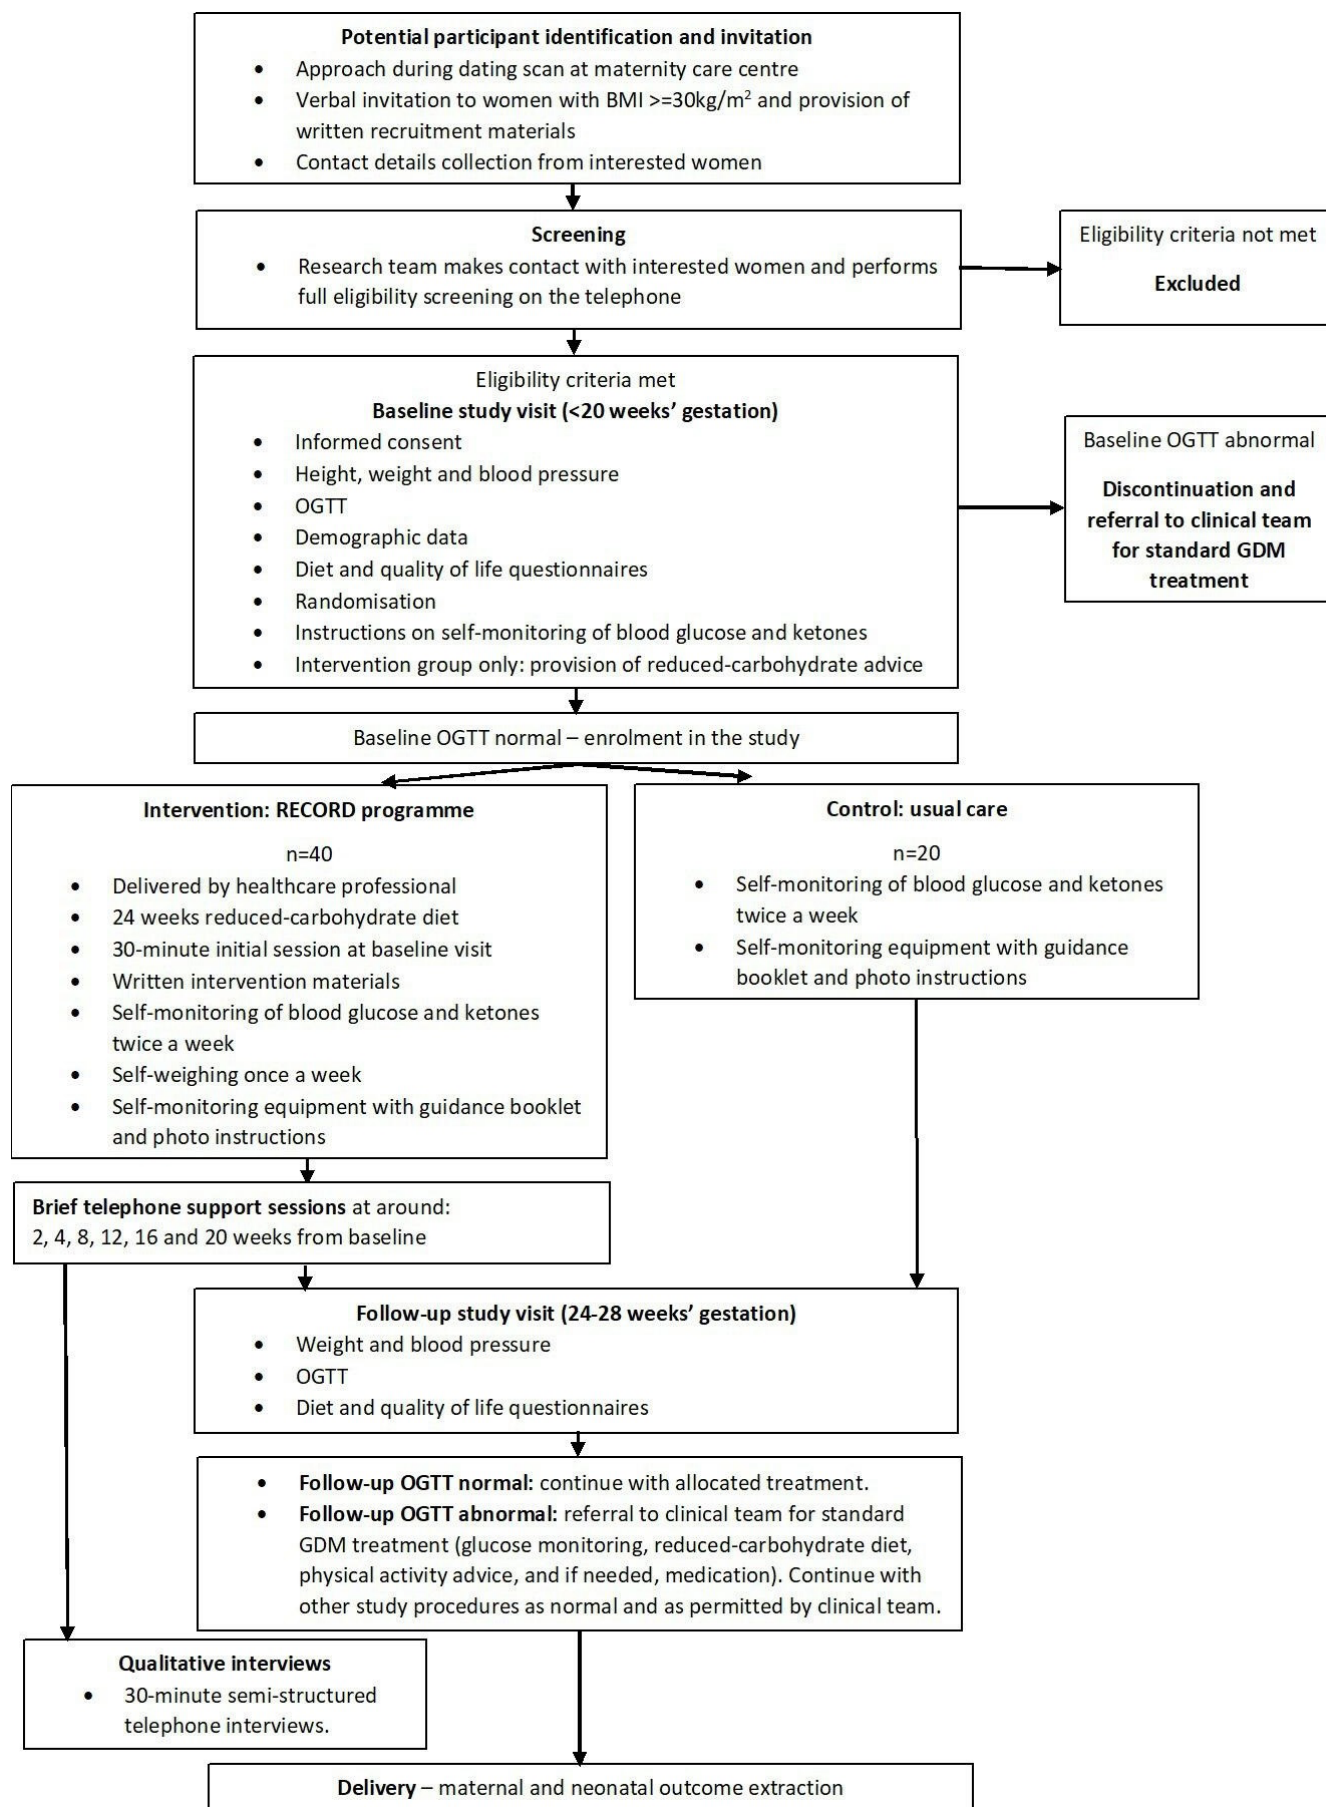 Potential participant identification and invitation
• Approach during dating scan at maternity care centre
• Verbal invitation to women with BMI >=30kg/m² and provision of
written recruitment materials
• Contact details collection from interested women
Screening
• Research team makes contact with interested women and performs
full eligibility screening on the telephone
Eligibility criteria not met
Excluded
Eligibility criteria met
Baseline study visit (<20 weeks’ gestation)
• Informed consent
• Height, weight and blood pressure
• OGTT
• Demographic data
• Diet and quality of life questionnaires
• Randomisation
• Instructions on self-monitoring of blood glucose and ketones
• Intervention group only: provision of reduced-carbohydrate advice
Baseline OGTT abnormal
Discontinuation and
referral to clinical team
for standard GDM
treatment
Baseline OGTT normal – enrolment in the study
Intervention: RECORD programme
n=40
• Delivered by healthcare professional
• 24 weeks reduced-carbohydrate diet
• 30-minute initial session at baseline visit
• Written intervention materials
• Self-monitoring of blood glucose and ketones
twice a week
• Self-weighing once a week
• Self-monitoring equipment with guidance booklet
and photo instructions
Control: usual care
n=20
• Self-monitoring of blood glucose and ketones
twice a week
• Self-monitoring equipment with guidance
booklet and photo instructions
Brief telephone support sessions at around:
2, 4, 8, 12, 16 and 20 weeks from baseline
Follow-up study visit (24-28 weeks’ gestation)
• Weight and blood pressure
• OGTT
• Diet and quality of life questionnaires
• Follow-up OGTT normal: continue with allocated treatment.
• Follow-up OGTT abnormal: referral to clinical team for standard
GDM treatment (glucose monitoring, reduced-carbohydrate diet,
physical activity advice, and if needed, medication). Continue with
other study procedures as normal and as permitted by clinical team.
Qualitative interviews
• 30-minute semi-structured
telephone interviews.
Delivery – maternal and neonatal outcome extraction